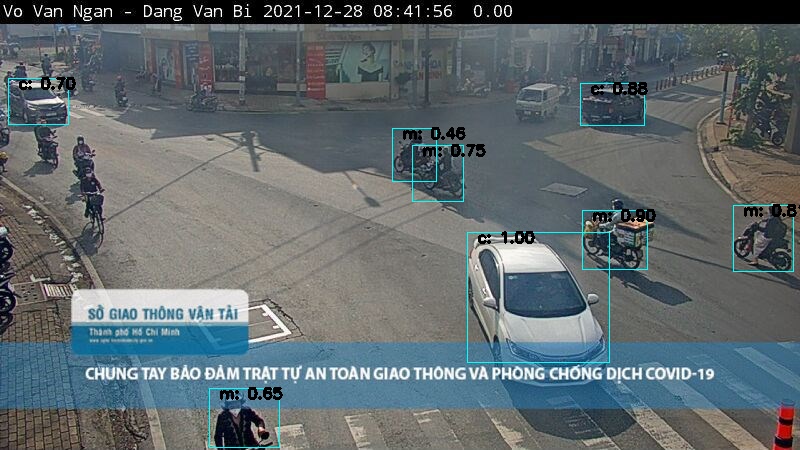 Vo Van Ngan - Dang Van Bi 2021-12-28 08:41:56  0.00
c: 0.70
c: 0.88
m: 0.46
m: 0.75
m: 0.90
m: 0.8
c: 1.00
SỞ GIAO THÔNG VẬN TẢI
Thành phố Hồ Chí Minh
CHUNG TAY BẢO ĐẢM TRẬT TỰ AN TOÀN GIAO THÔNG VÀ PHÒNG CHỐNG DỊCH COVID-19
m: 0.65